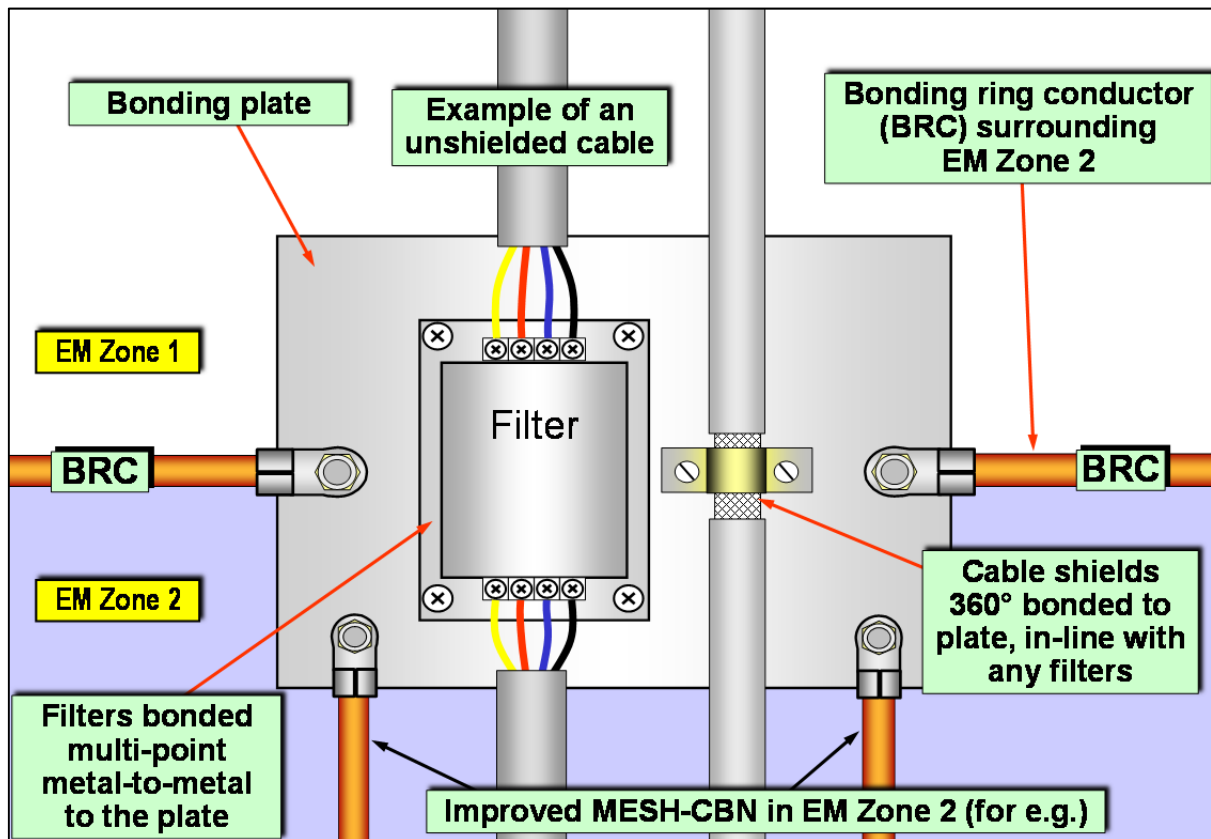 Bonding plate
Example of an
unshielded cable
Bonding ring conductor
(BRC) surrounding
EM Zone 2
EM Zone 1
Filter
BRC
BRC
EM Zone 2
Cable shields
360° bonded to
plate, in-line with
any filters
Filters bonded
multi-point
metal-to-metal
to the plate
Improved MESH-CBN in EM Zone 2 (for e.g.)